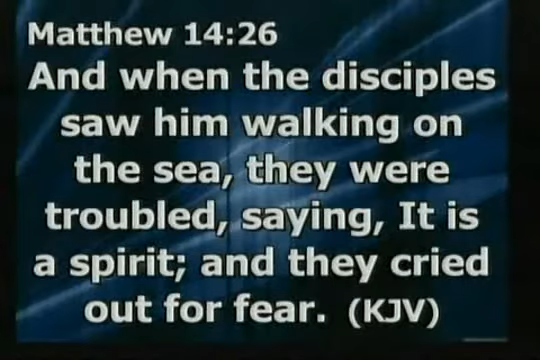 Matthew 14:26
And when the disciples
saw him walking on
the sea, they were
troubled, saying, It is
a spirit; and they cried
out for fear. (KJV)